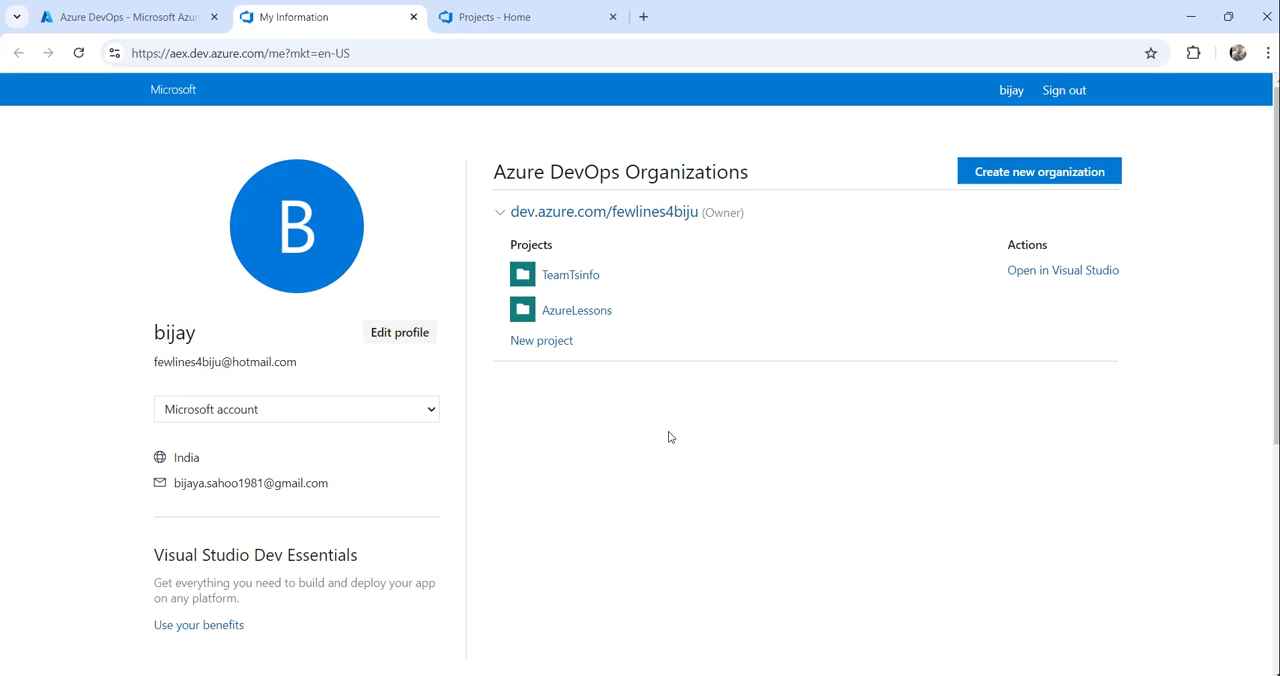 Azure DevOps - Microsoft Azur
My Information
Projects - Home
https://aex.dev.azure.com/me?mkt=en-US
Microsoft
bijay
Sign out
B
bijay
Edit profile
fewlines4biju@hotmail.com
Microsoft account
India
bijaya.sahoo1981@gmail.com
Visual Studio Dev Essentials
Get everything you need to build and deploy your app
on any platform.
Use your benefits
Azure DevOps Organizations
Create new organization
dev.azure.com/fewlines4biju (Owner)
Projects
Actions
TeamTsinfo
Open in Visual Studio
AzureLessons
New project